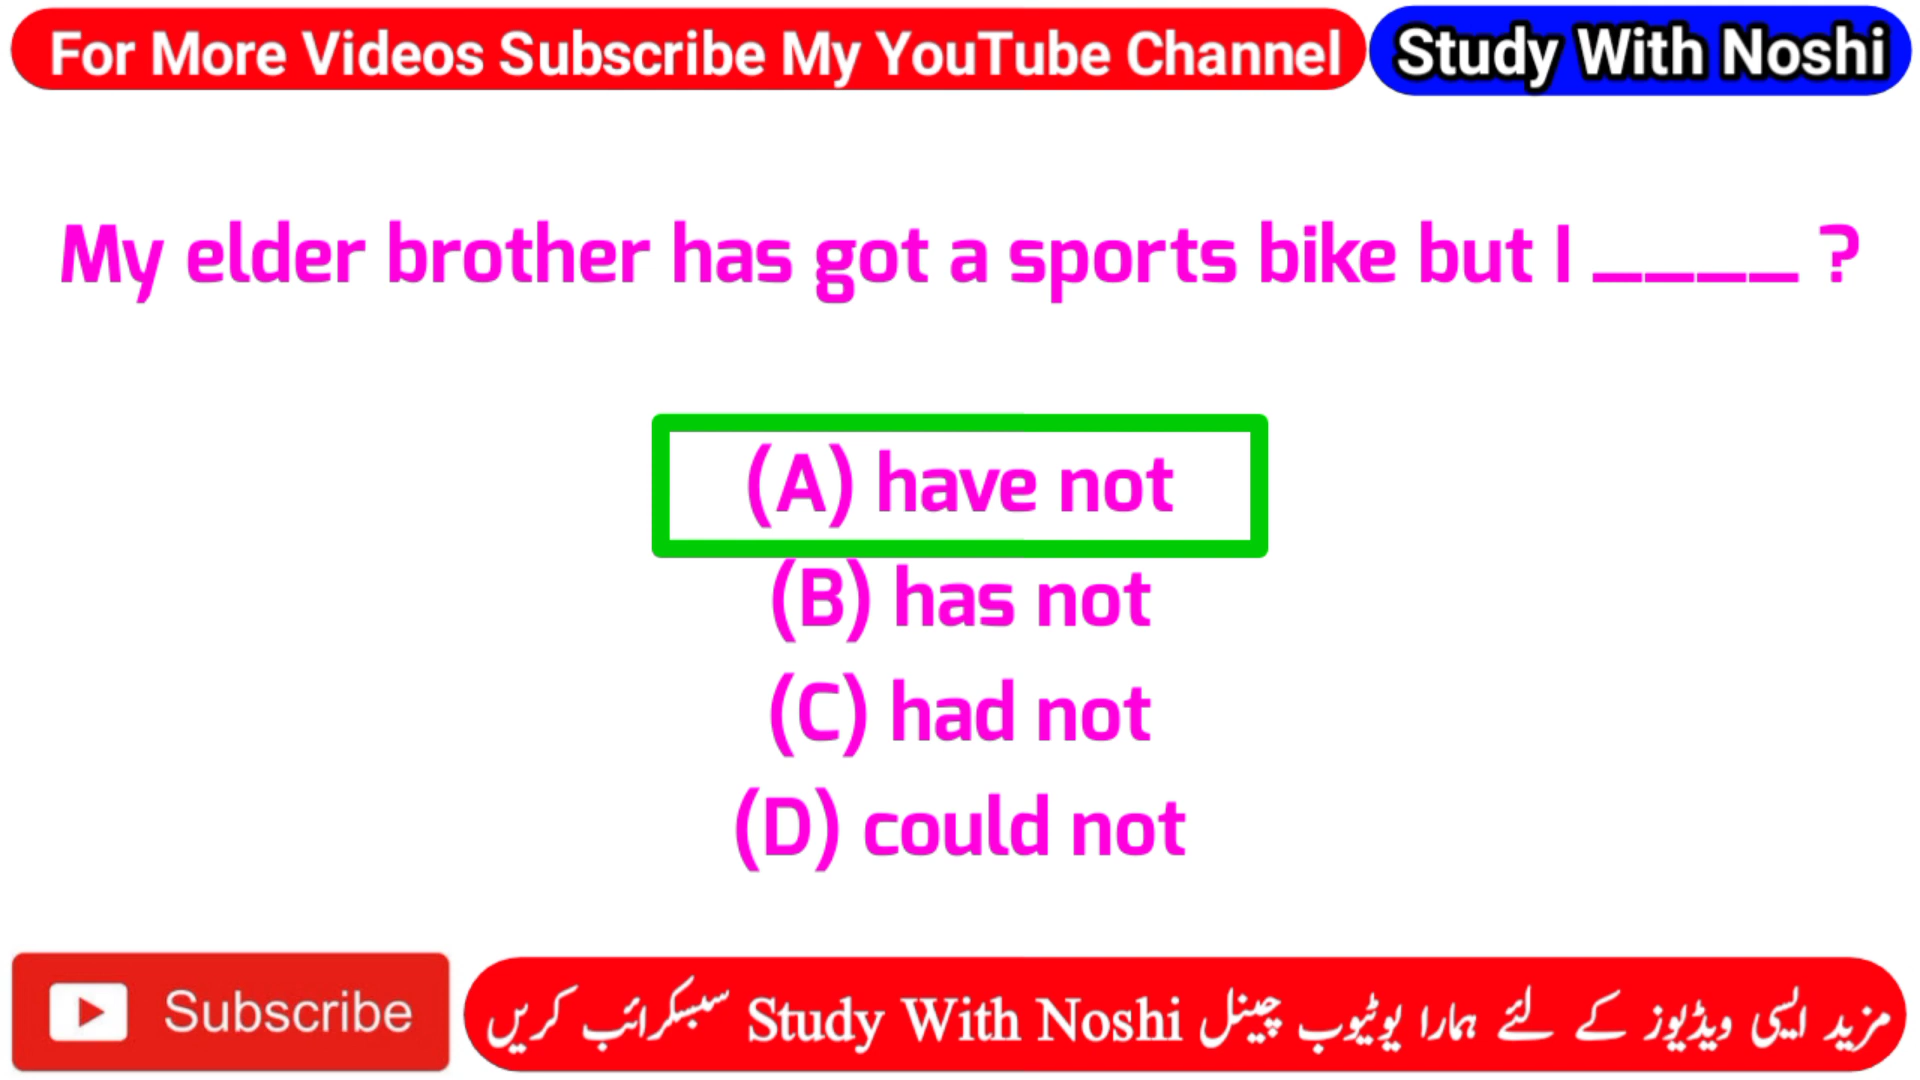 For More Videos Subscribe My YouTube Channel Study With Noshi
My elder brother has got a sports bike but I ____ ?
(A) have not
(B) has not
(C) had not
(D) could not
Subscribe
مزید ایسی ویڈیوز کے لئے ہمارا یوٹیوب چینل Study With Noshi سبسکرائب کریں